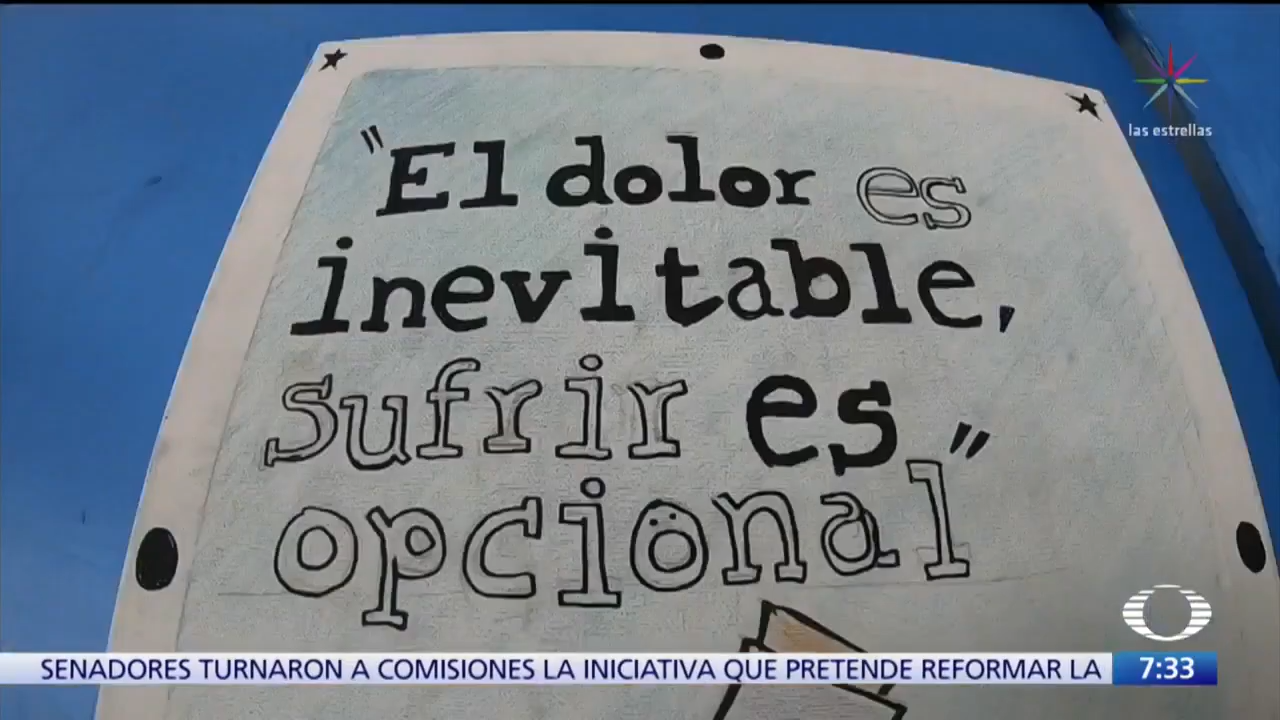 las estrellas
"El dolor es
inevitable,
sufrir es
opcional"
SENADORES TURNARON A COMISIONES LA INICIATIVA QUE PRETENDE REFORMAR LA
7:33